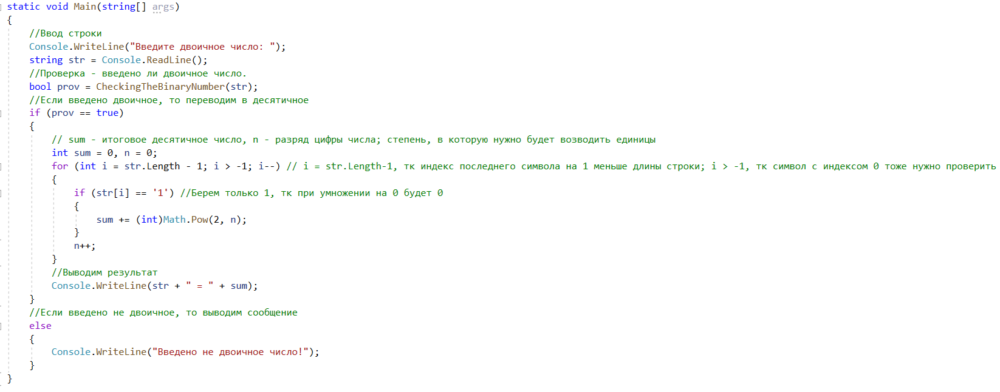 static void Main(string[] args)
{
//Ввод строки
Console.WriteLine("Введите двоичное число: ");
string str = Console.ReadLine();
//Проверка - введено ли двоичное число.
bool prov = CheckingTheBinaryNumber(str);
//Если введено двоичное, то переводим в десятичное
if (prov == true)
{
// sum - итоговое десятичное число, n - разряд цифры числа; степень, в которую нужно будет возводить единицы
int sum = 0, n = 0;
for (int i = str.Length - 1; i > -1; i--) // i = str.Length-1, тк индекс последнего символа на 1 меньше длины строки; i > -1, тк символ с индексом 0 тоже нужно проверить
{
if (str[i] == '1') //Берем только 1, тк при умножении на 0 будет 0
{
sum += (int)Math.Pow(2, n);
}
n++;
}
//Выводим результат
Console.WriteLine(str + " = " + sum);
}
//Если введено не двоичное, то выводим сообщение
else
{
Console.WriteLine("Введено не двоичное число!");
}
}